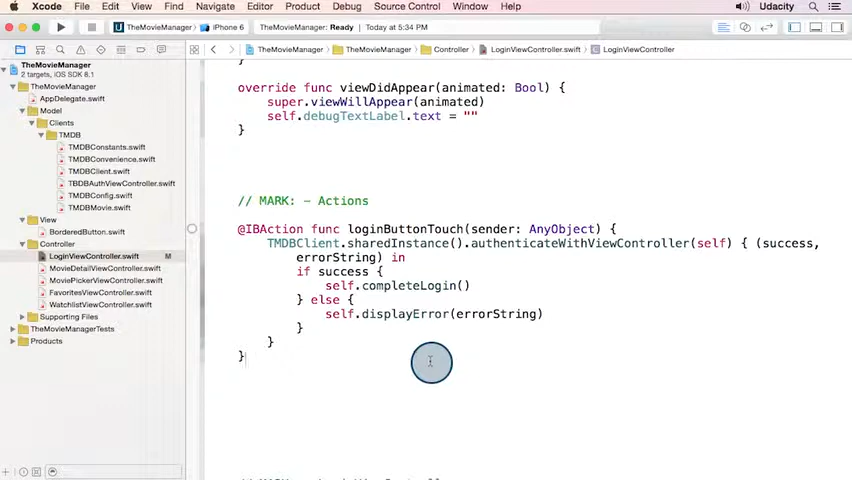 Xcode File Edit View Find Navigate Editor Product Debug Source Control Window Help Udacity
TheMovieManager iPhone 6 TheMovieManager: Ready Today at 5:34 PM
TheMovieManager TheMovieManager Controller LoginViewController.swift LoginViewController
TheMovieManager
2 targets, iOS SDK 8.1
TheMovieManager
AppDelegate.swift
Model
Clients
TMDB
TMDBConstants.swift
TMDBConvenience.swift
TMDBClient.swift
TBDBAuthViewController.swift
TMDBConfig.swift
TMDBMovie.swift
View
BorderedButton.swift
Controller
LoginViewController.swift M
MovieDetailViewController.swift
MoviePickerViewController.swift
FavoritesViewController.swift
WatchlistViewController.swift
Supporting Files
TheMovieManagerTests
Products
}
override func viewDidAppear(animated: Bool) {
super.viewWillAppear(animated)
self.debugTextLabel.text = ""
}
// MARK: - Actions
@IBAction func loginButtonTouch(sender: AnyObject) {
TMDBClient.sharedInstance().authenticateWithViewController(self) { (success,
errorString) in
if success {
self.completeLogin()
} else {
self.displayError(errorString)
}
}
}